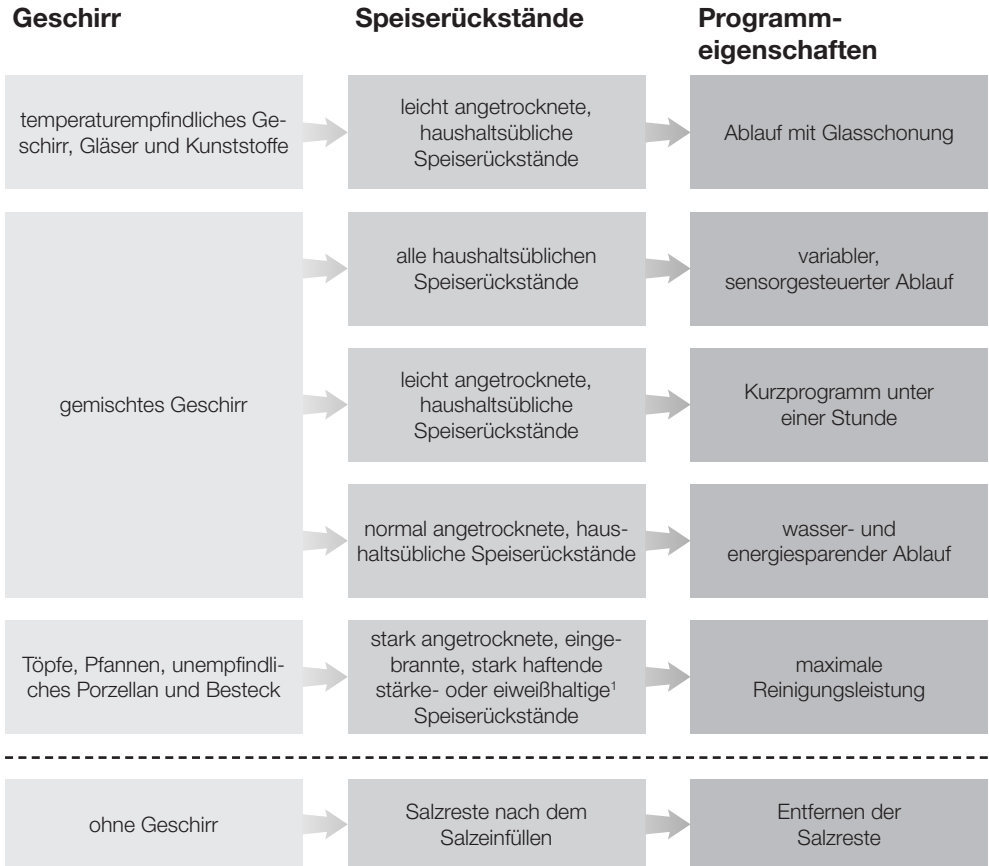 Geschirr
Speiserückstände
Programm-
eigenschaften
temperaturempfindliches Ge-
schirr, Gläser und Kunststoffe
leicht angetrocknete,
haushaltsübliche
Speiserückstände
Ablauf mit Glasschonung
gemischtes Geschirr
alle haushaltsüblichen
Speiserückstände
variabler,
sensorgesteuerter Ablauf
leicht angetrocknete,
haushaltsübliche
Speiserückstände
Kurzprogramm unter
einer Stunde
normal angetrocknete, haus-
haltsübliche Speiserückstände
wasser- und
energiesparender Ablauf
Töpfe, Pfannen, unempfindli-
ches Porzellan und Besteck
stark angetrocknete, einge-
brannte, stark haftende
stärke- oder eiweißhaltige¹
Speiserückstände
maximale
Reinigungsleistung
ohne Geschirr
Salzreste nach dem
Salzeinfüllen
Entfernen der
Salzreste